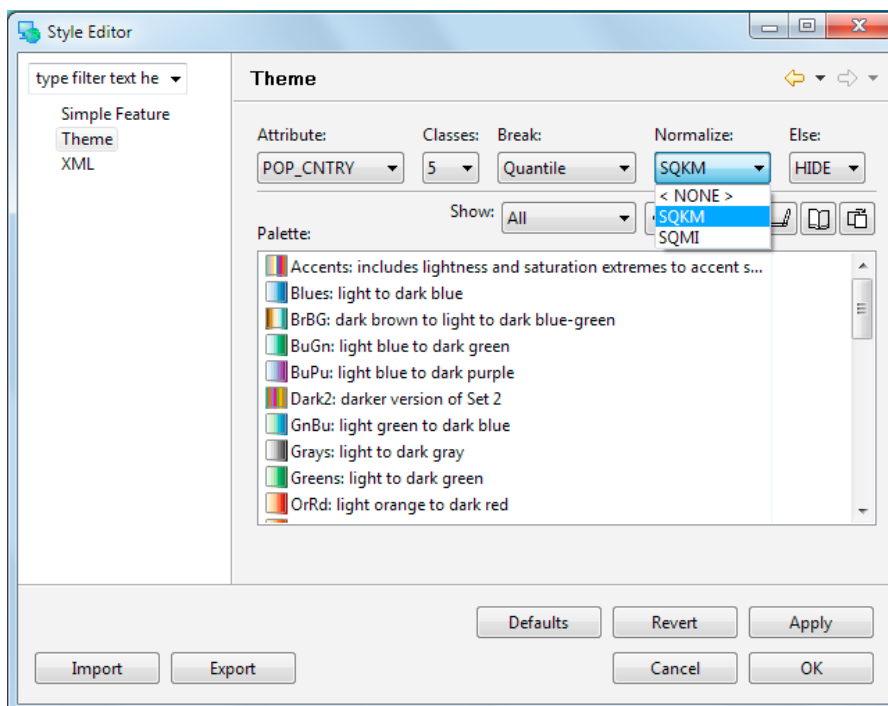 Style Editor
type filter text he
Simple Feature
Theme
XML
Theme
Attribute: Classes: Break: Normalize: Else:
POP_CNTRY 5 Quantile SQKM HIDE
< NONE >
SQKM
SQMI
Show: All
Palette:
Accents: includes lightness and saturation extremes to accent s...
Blues: light to dark blue
BrBG: dark brown to light to dark blue-green
BuGn: light blue to dark green
BuPu: light blue to dark purple
Dark2: darker version of Set 2
GnBu: light green to dark blue
Grays: light to dark gray
Greens: light to dark green
OrRd: light orange to dark red
Defaults Revert Apply
Import Export Cancel OK